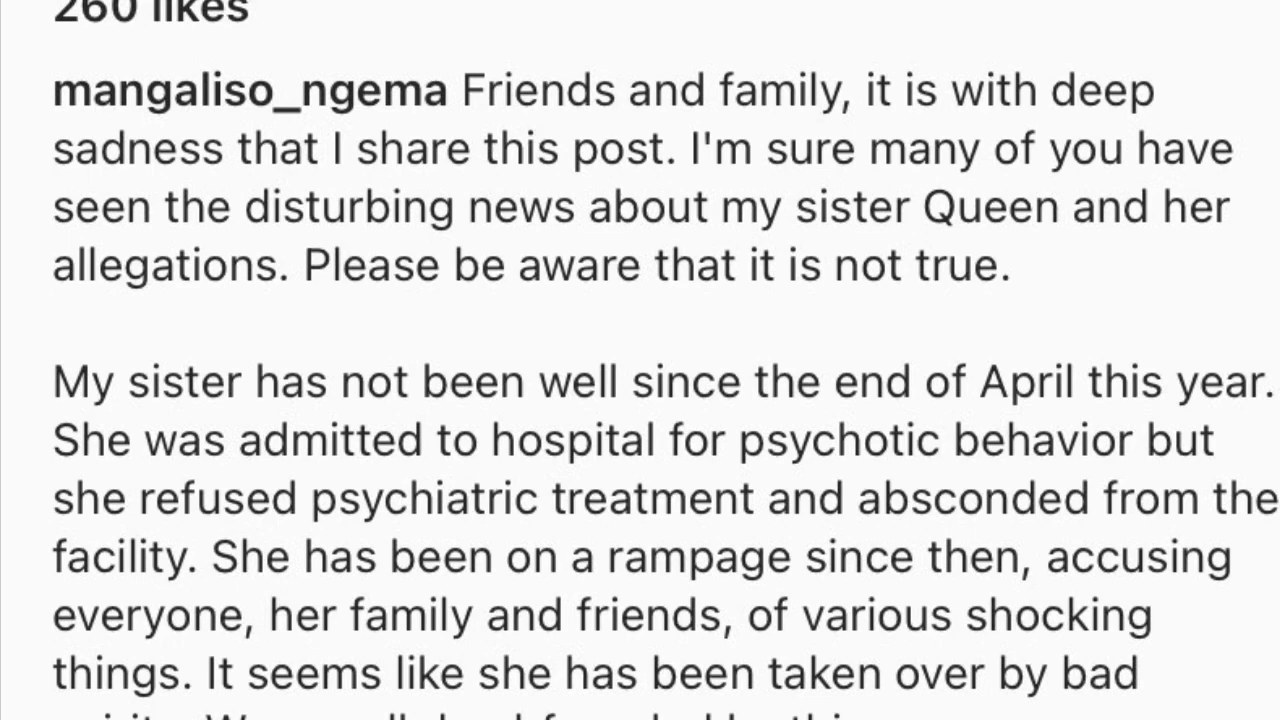 260 likes
mangaliso_ngema Friends and family, it is with deep
sadness that I share this post. I'm sure many of you have
seen the disturbing news about my sister Queen and her
allegations. Please be aware that it is not true.
My sister has not been well since the end of April this year.
She was admitted to hospital for psychotic behavior but
she refused psychiatric treatment and absconded from the
facility. She has been on a rampage since then, accusing
everyone, her family and friends, of various shocking
things. It seems like she has been taken over by bad